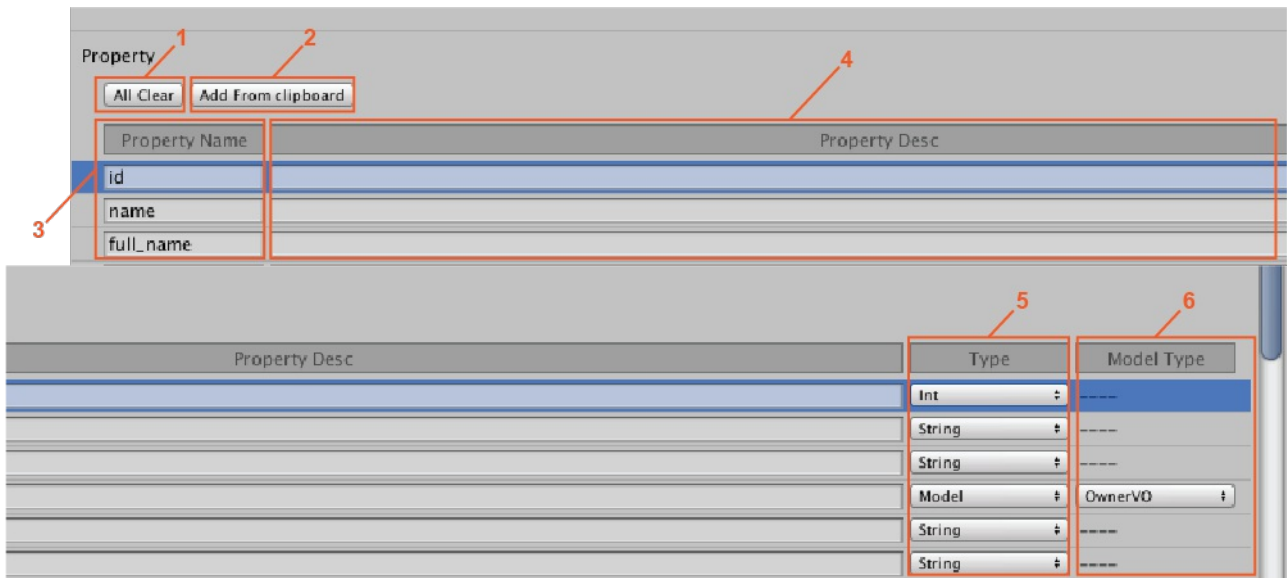 1 2
Property 4
All Clear Add From clipboard
Property Name Property Desc
id
name
3
full_name
5 6
Property Desc Type Model Type
Int ----
String ----
String ----
Model OwnerVO
String ----
String ----